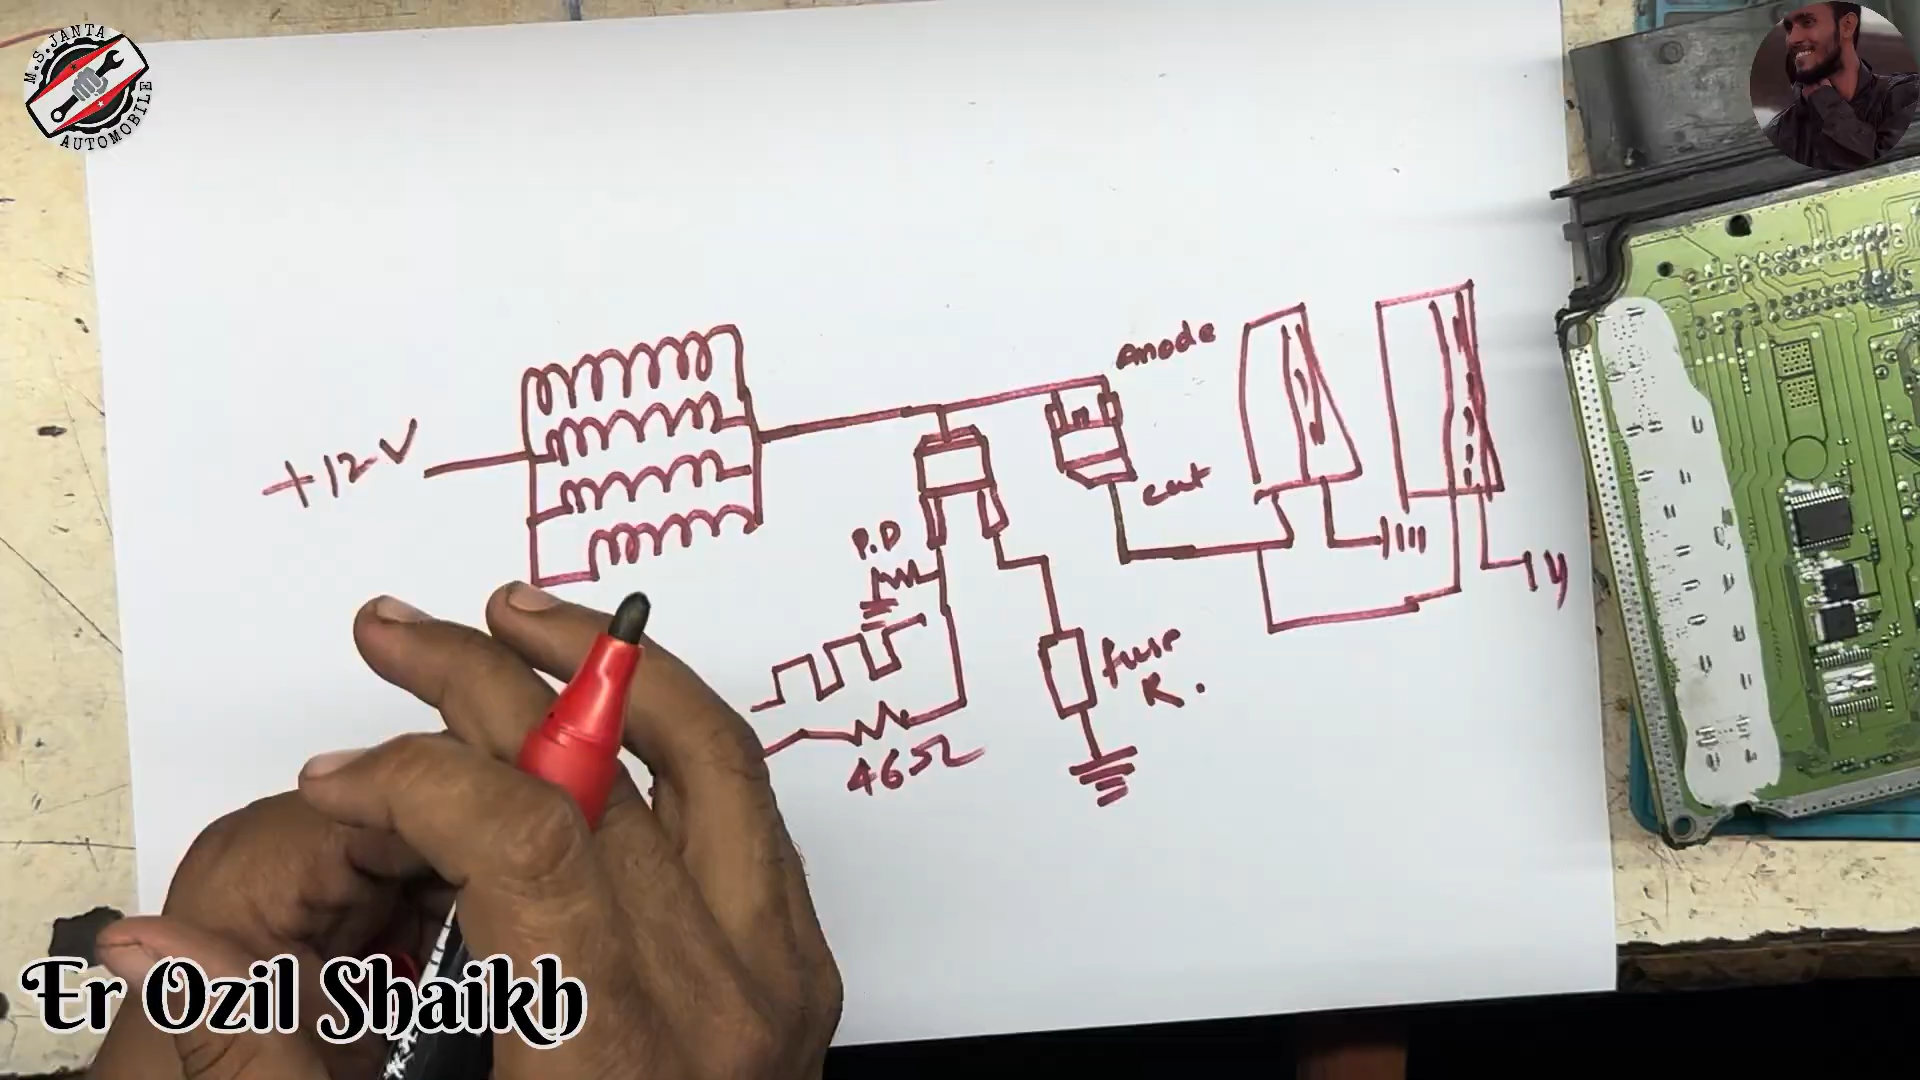 M.S.JANTA
AUTOMOBILE
Anode
+12V
cat
P.D
fuse
R.
46Ω
Er Ozil Shaikh